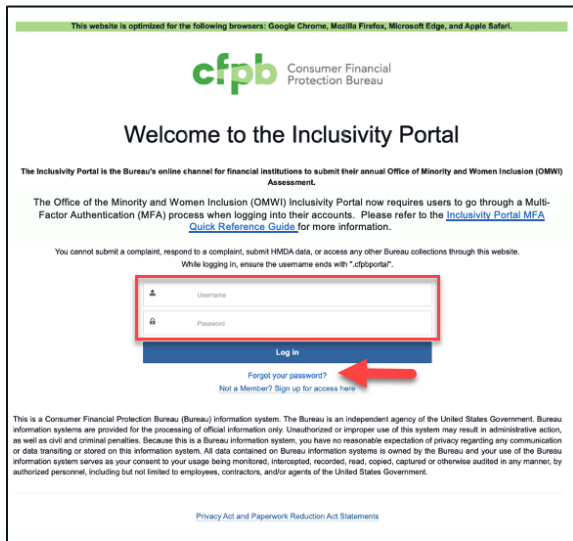 This website is optimized for the following browsers: Google Chrome, Mozilla Firefox, Microsoft Edge, and Apple Safari.
cfpb Consumer Financial
Protection Bureau
Welcome to the Inclusivity Portal
The Inclusivity Portal is the Bureau's online channel for financial institutions to submit their annual Office of Minority and Women Inclusion (OMWI)
Assessment.
The Office of the Minority and Women Inclusion (OMWI) Inclusivity Portal now requires users to go through a Multi-
Factor Authentication (MFA) process when logging into their accounts. Please refer to the Inclusivity Portal MFA
Quick Reference Guide for more information.
You cannot submit a complaint, respond to a complaint, submit HMDA data, or access any other Bureau collections through this website.
While logging in, ensure the username ends with ".cfpbportal".
Username
Password
Log in
Forgot your password?
Not a Member? Sign up for access here
This is a Consumer Financial Protection Bureau (Bureau) information system. The Bureau is an independent agency of the United States Government. Bureau
information systems are provided for the processing of official information only. Unauthorized or improper use of this system may result in administrative action,
as well as civil and criminal penalties. Because this is a Bureau information system, you have no reasonable expectation of privacy regarding any communication
or data transiting or stored on this information system. All data contained on Bureau information systems is owned by the Bureau and your use of the Bureau
information system serves as your consent to your usage being monitored, intercepted, recorded, read, copied, captured or otherwise audited in any manner, by
authorized personnel, including but not limited to employees, contractors, and/or agents of the United States Government.
Privacy Act and Paperwork Reduction Act Statements